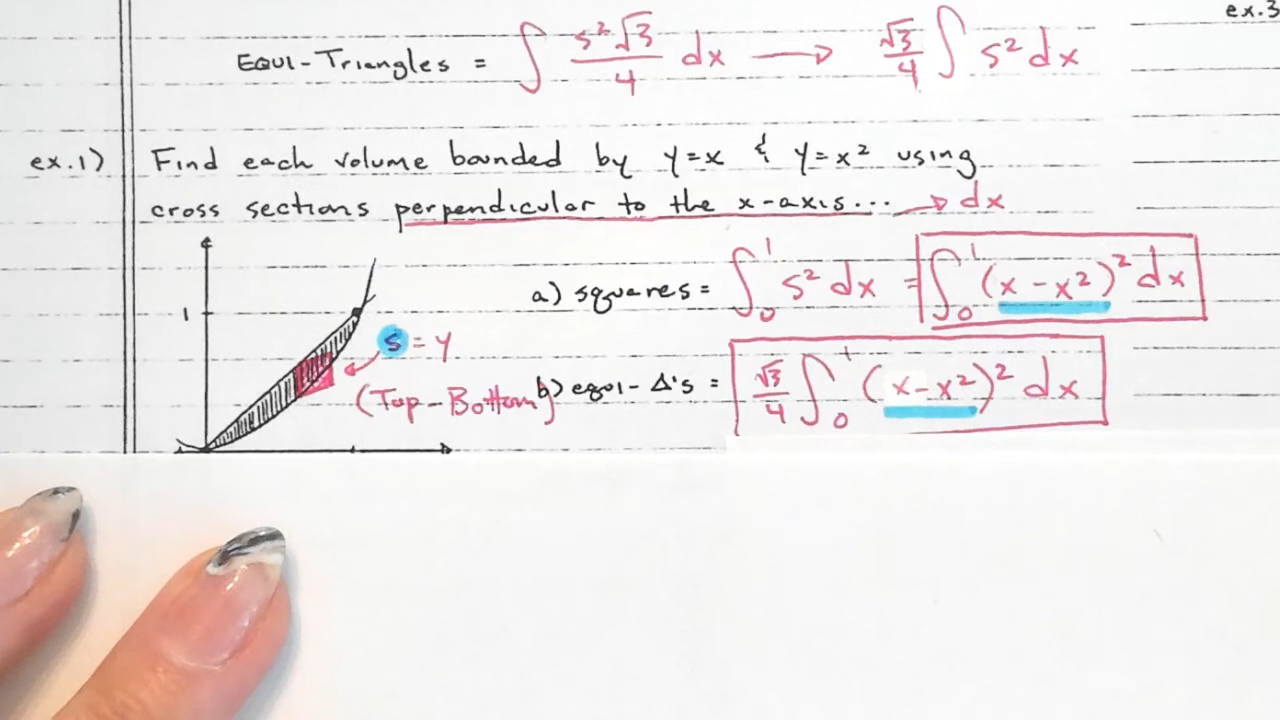 ex.3
Equi-Triangles = ∫ s²√3/4 dx → √3/4 ∫ s² dx
ex.1) Find each volume bounded by y=x & y=x² using
cross sections perpendicular to the x-axis... → dx
a) squares = ∫₀¹ s² dx = ∫₀¹ (x-x²)² dx
1
s = y
(Top-Bottom)
b) equi-Δ's = √3/4 ∫₀¹ (x-x²)² dx